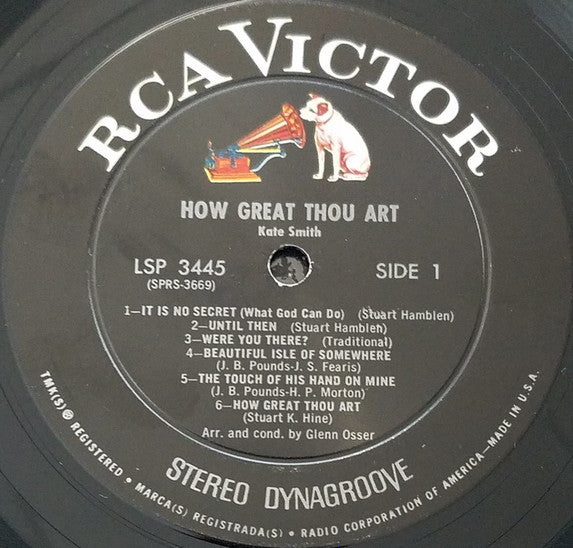 RCA VICTOR
HOW GREAT THOU ART
Kate Smith
LSP 3445
(SPRS-3669)
SIDE 1
1—IT IS NO SECRET (What God Can Do) (Stuart Hamblen)
2—UNTIL THEN (Stuart Hamblen)
3—WERE YOU THERE? (Traditional)
4—BEAUTIFUL ISLE OF SOMEWHERE
(J. B. Pounds-J. S. Fearis)
5—THE TOUCH OF HIS HAND ON MINE
(J. B. Pounds-H. P. Morton)
6—HOW GREAT THOU ART
(Stuart K. Hine)
Arr. and cond. by Glenn Osser
STEREO DYNAGROOVE
TMK(S) ® REGISTERED • MARCA(S) REGISTRADA(S) • RADIO CORPORATION OF AMERICA—MADE IN U.S.A.